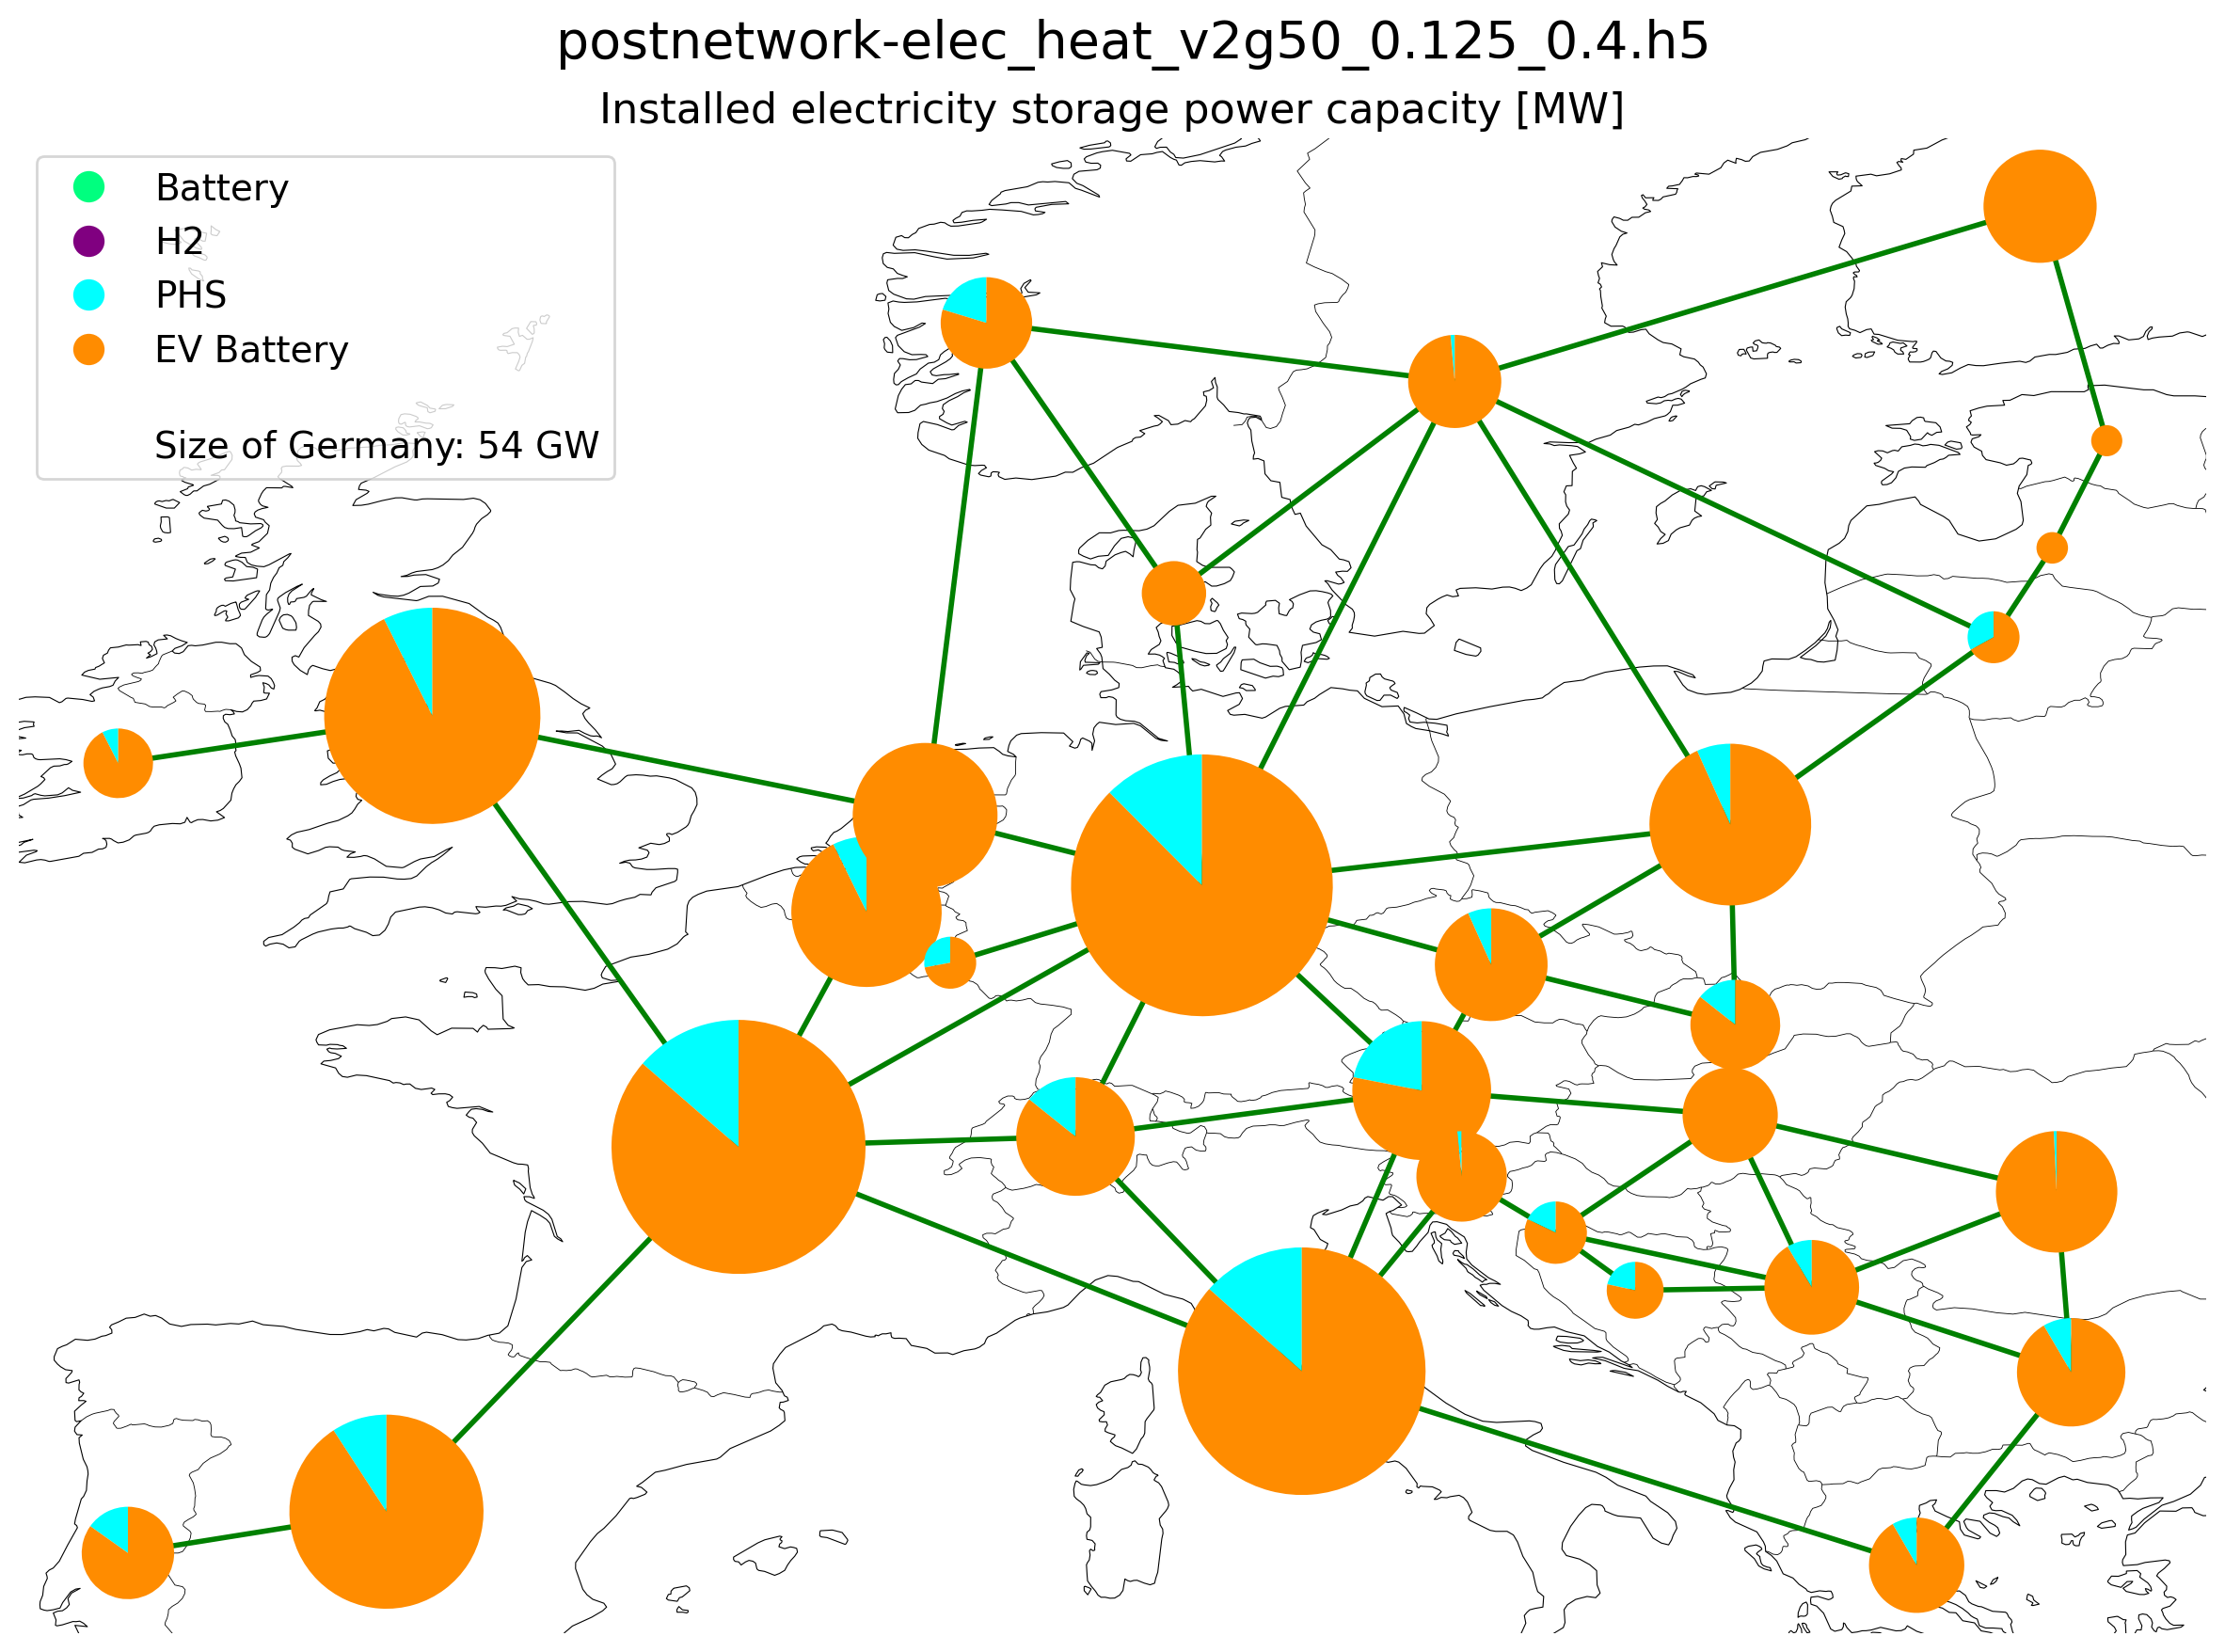 postnetwork-elec_heat_v2g50_0.125_0.4.h5
Installed electricity storage power capacity [MW]
Battery
H2
PHS
EV Battery
Size of Germany: 54 GW